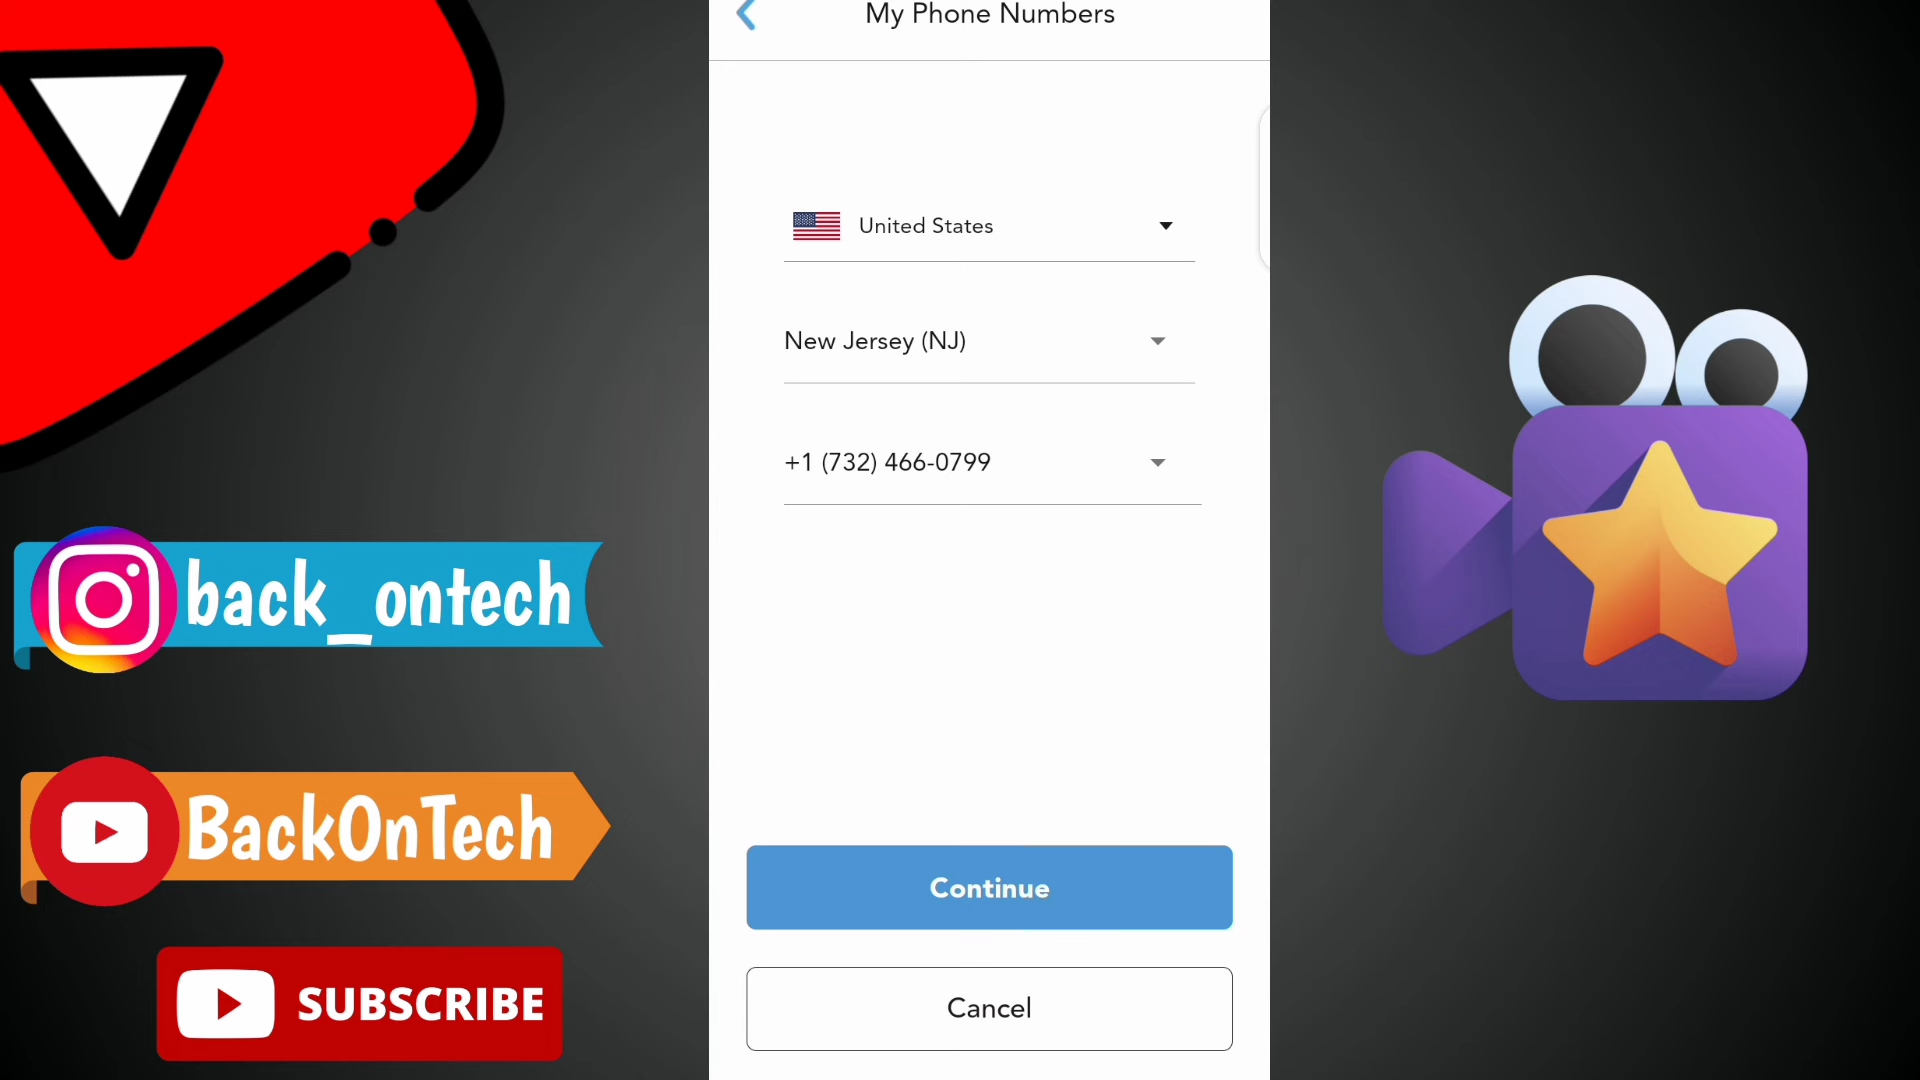 My Phone Numbers
United States
New Jersey (NJ)
+1 (732) 466-0799
Continue
Cancel
back_ontech
BackOnTech
SUBSCRIBE